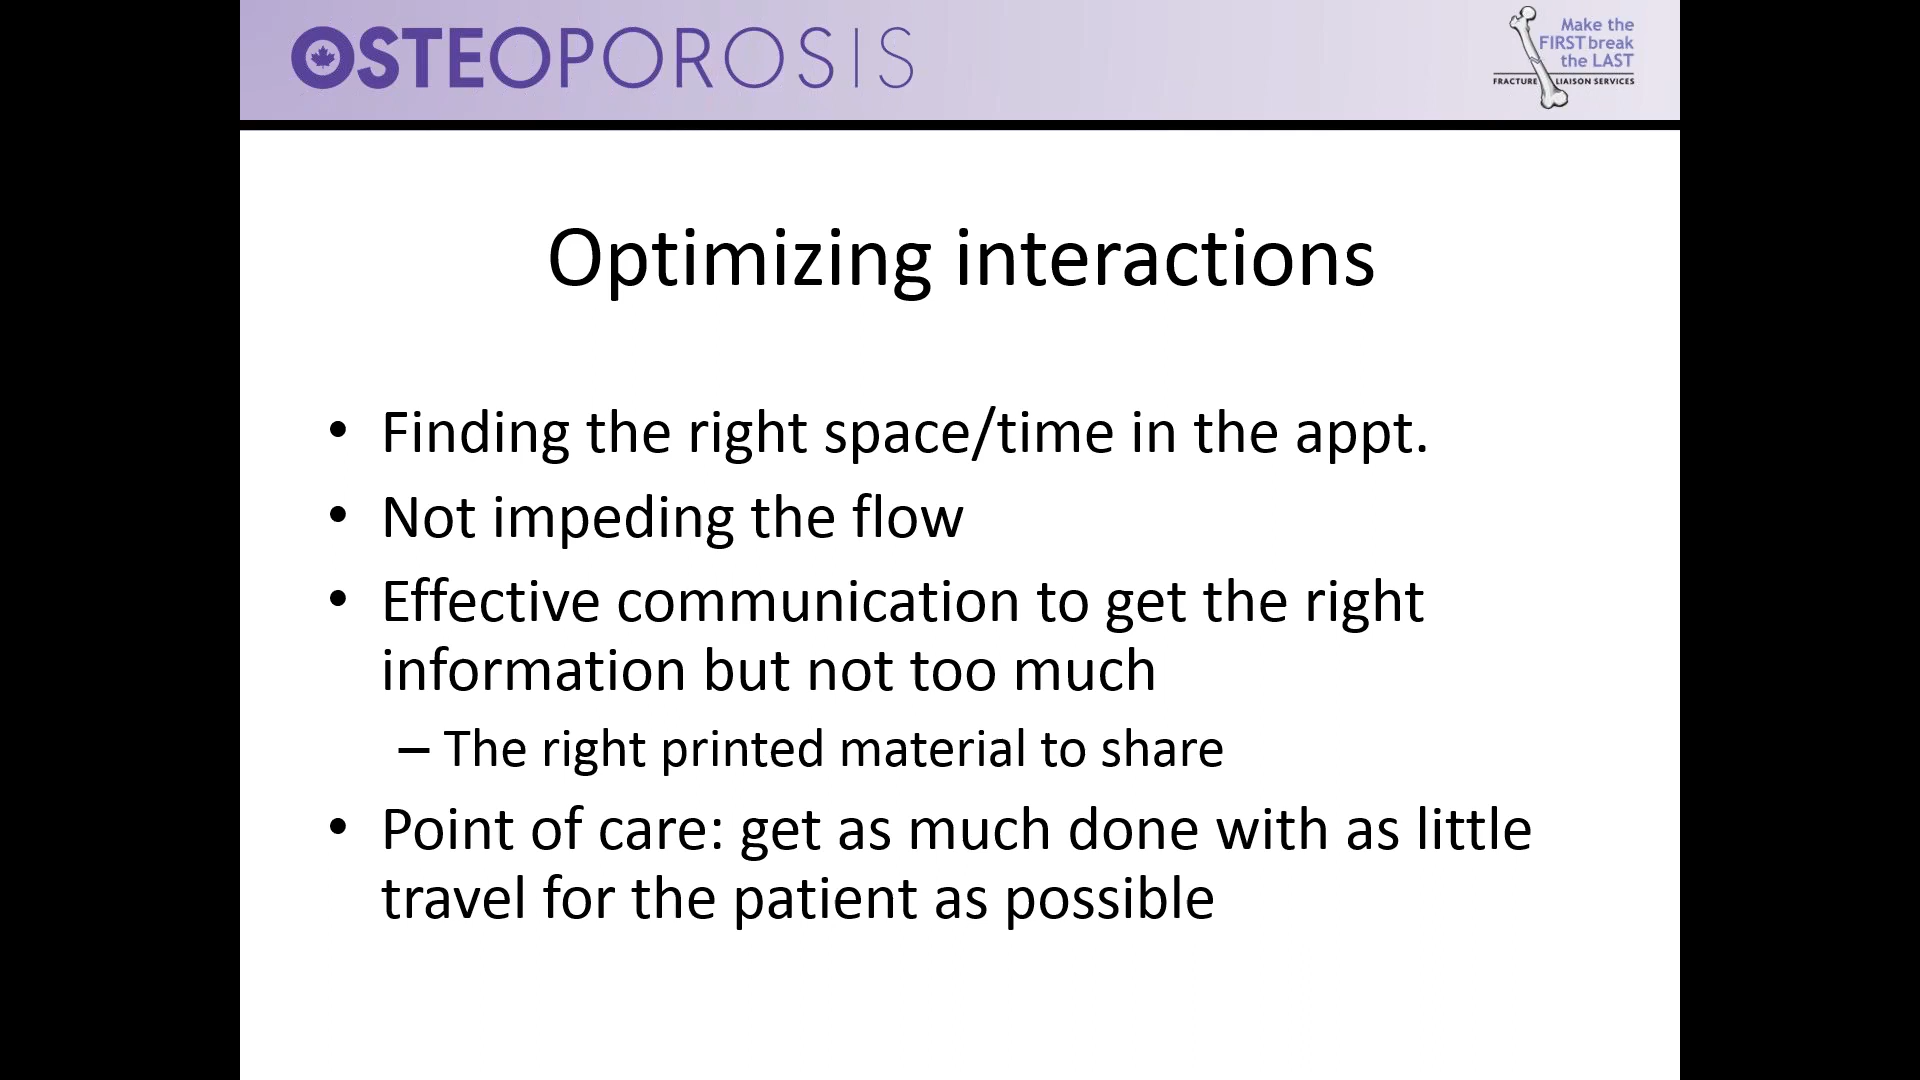 OSTEOPOROSIS
Make the
FIRST break
the LAST
FRACTURE LIAISON SERVICES
Optimizing interactions
• Finding the right space/time in the appt.
• Not impeding the flow
• Effective communication to get the right
information but not too much
– The right printed material to share
• Point of care: get as much done with as little
travel for the patient as possible